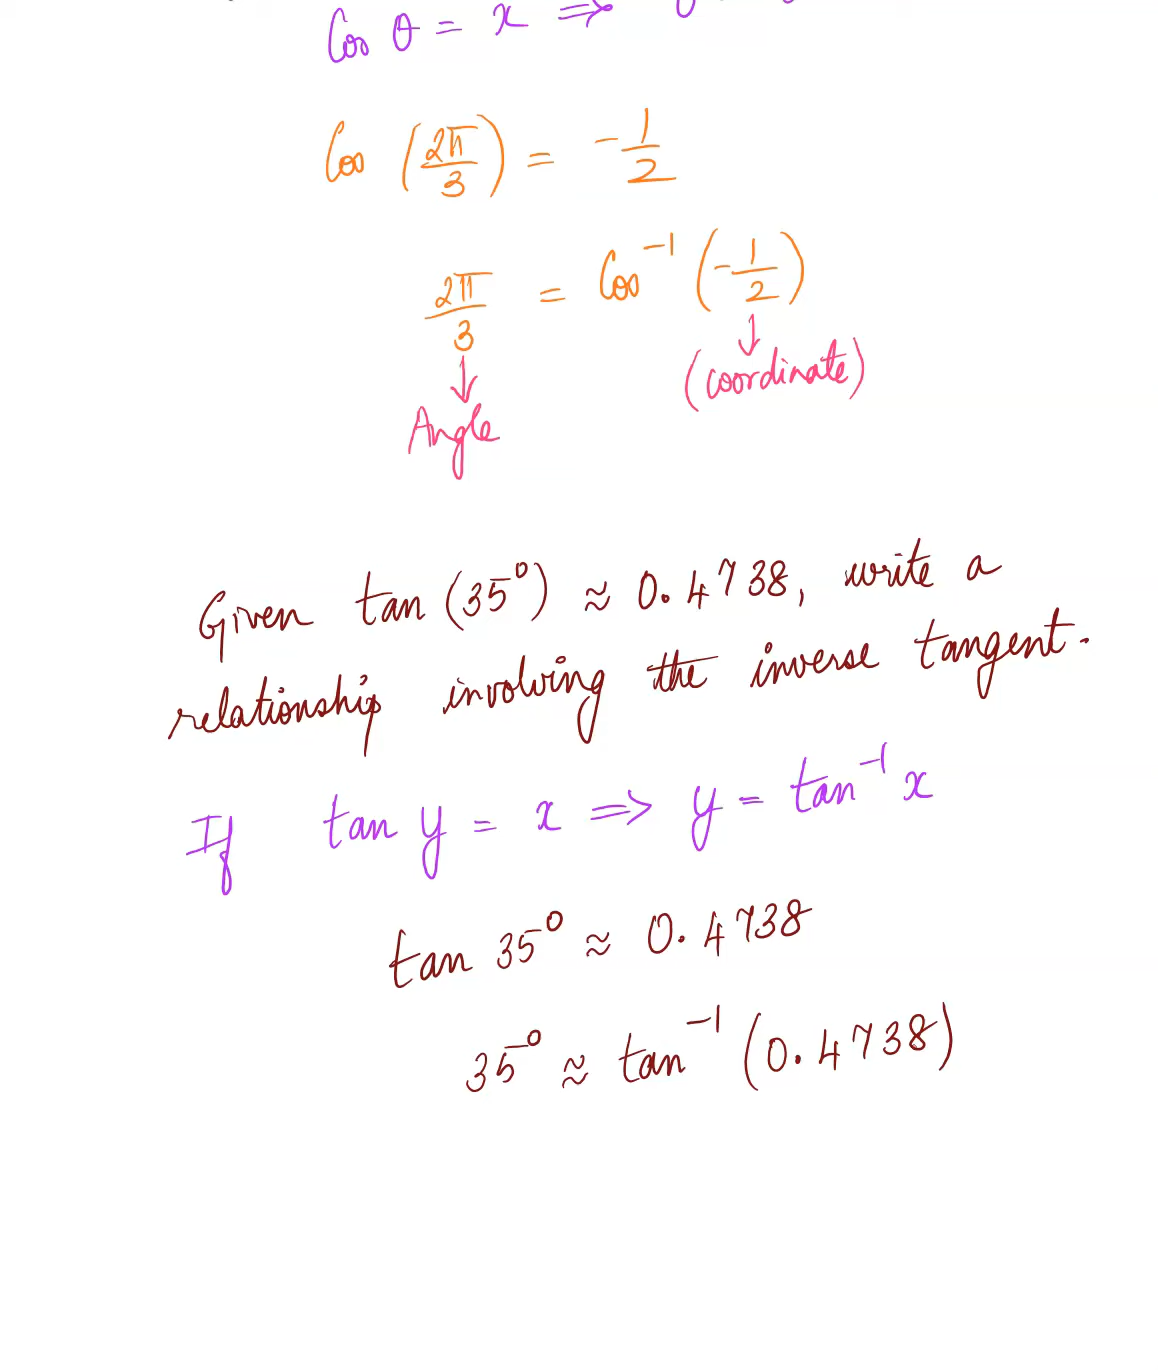 Cos θ = x ⇒
Cos (2π/3) = -1/2
2π/3 = Cos⁻¹ (-1/2)
↓ ↓
(coordinate)
Angle
Given tan (35°) ≈ 0.4738, write a
relationship involving the inverse tangent.
If tan y = x ⇒ y = tan⁻¹ x
tan 35° ≈ 0.4738
35° ≈ tan⁻¹ (0.4738)